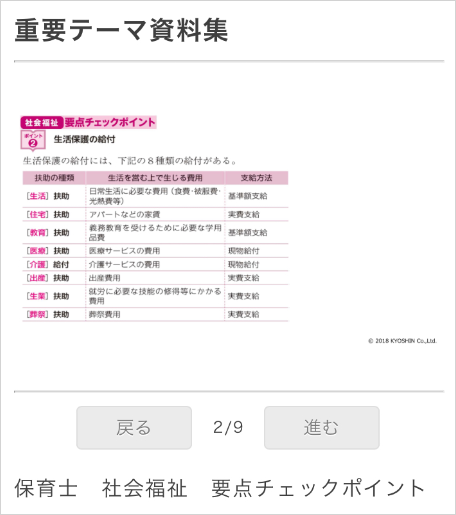 重要テーマ資料集
社会福祉 要点チェックポイント
ポイント
2
生活保護の給付
生活保護の給付には、下記の８種類の給付がある。
扶助の種類 生活を営む上で生じる費用 支給方法
［生活］扶助 日常生活に必要な費用（食費・被服費・光熱費等） 基準額支給
［住宅］扶助 アパートなどの家賃 実費支給
［教育］扶助 義務教育を受けるために必要な学用品費 基準額支給
［医療］扶助 医療サービスの費用 現物給付
［介護］給付 介護サービスの費用 現物給付
［出産］扶助 出産費用 実費支給
［生業］扶助 就労に必要な技能の修得等にかかる費用 実費支給
［葬祭］扶助 葬祭費用 実費支給
© 2018 KYOSHIN Co.,Ltd.
戻る 2/9 進む
保育士 社会福祉 要点チェックポイント